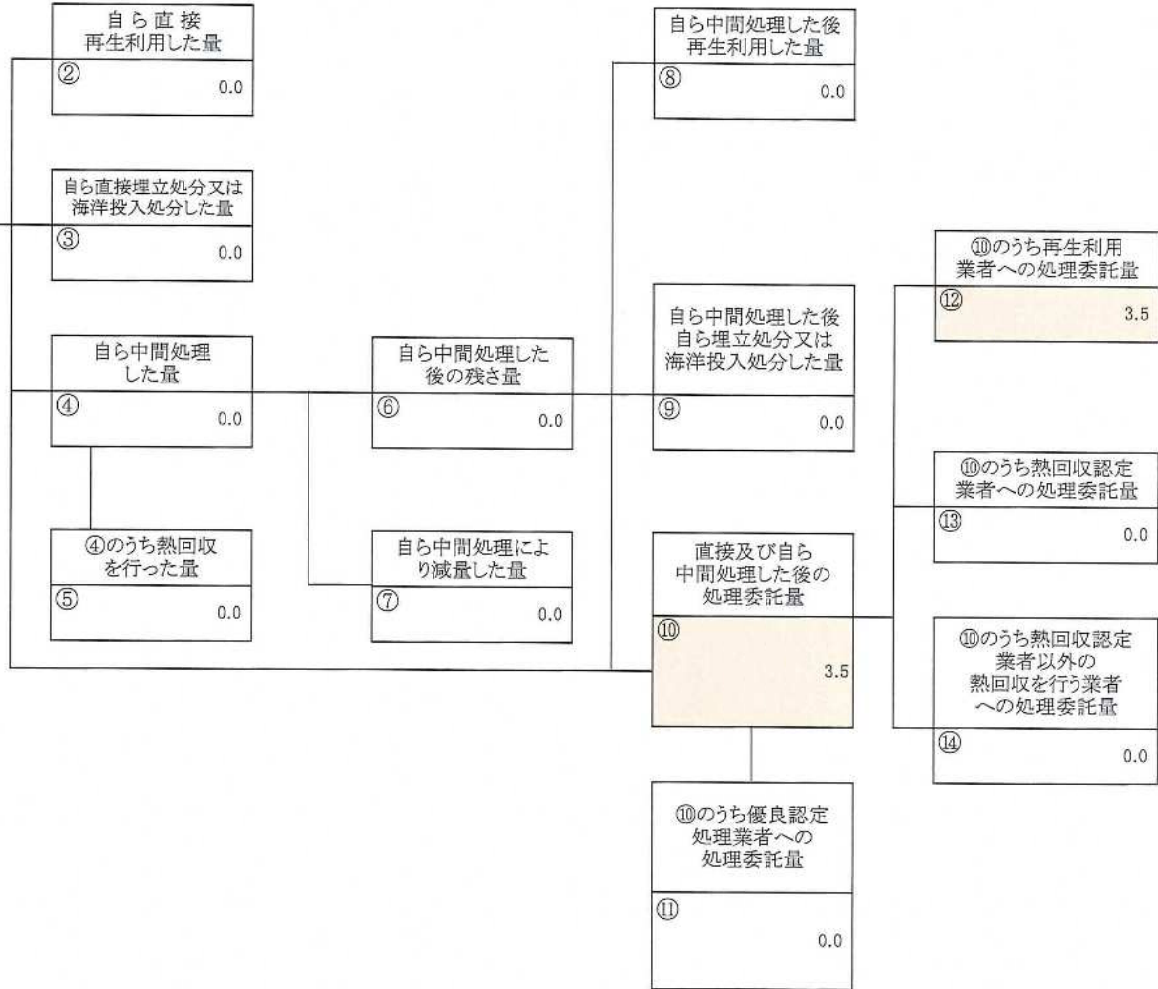 自ら直接
再生利用した量
②
0.0
自ら直接埋立処分又は
海洋投入処分した量
③
0.0
自ら中間処理
した量
④
0.0
④のうち熱回収
を行った量
⑤
0.0
自ら中間処理した
後の残さ量
⑥
0.0
自ら中間処理によ
り減量した量
⑦
0.0
自ら中間処理した後
再生利用した量
⑧
0.0
自ら中間処理した後
自ら埋立処分又は
海洋投入処分した量
⑨
0.0
直接及び自ら
中間処理した後の
処理委託量
⑩
3.5
⑩のうち優良認定
処理業者への
処理委託量
⑪
0.0
⑩のうち再生利用
業者への処理委託量
⑫
3.5
⑩のうち熱回収認定
業者への処理委託量
⑬
0.0
⑩のうち熱回収認定
業者以外の
熱回収を行う業者
への処理委託量
⑭
0.0